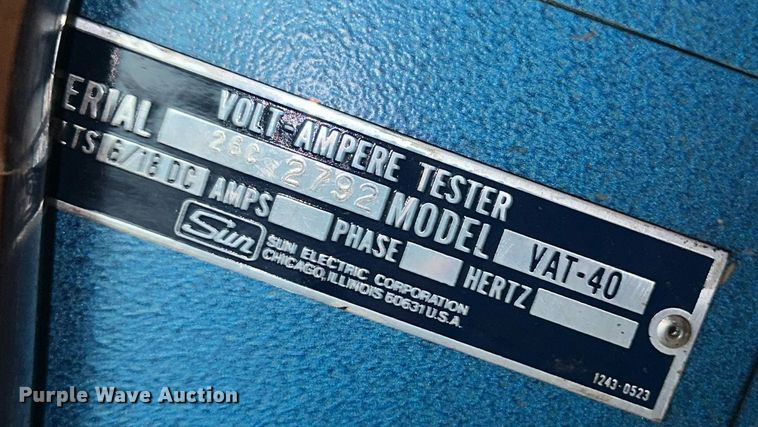 VOLT-AMPERE TESTER
ERIAL 26C 2792 MODEL VAT-40
LTS 6/18 DC AMPS PHASE HERTZ
Sun
SUN ELECTRIC CORPORATION
CHICAGO, ILLINOIS 60631 U.S.A.
1243-0523
Purple Wave Auction